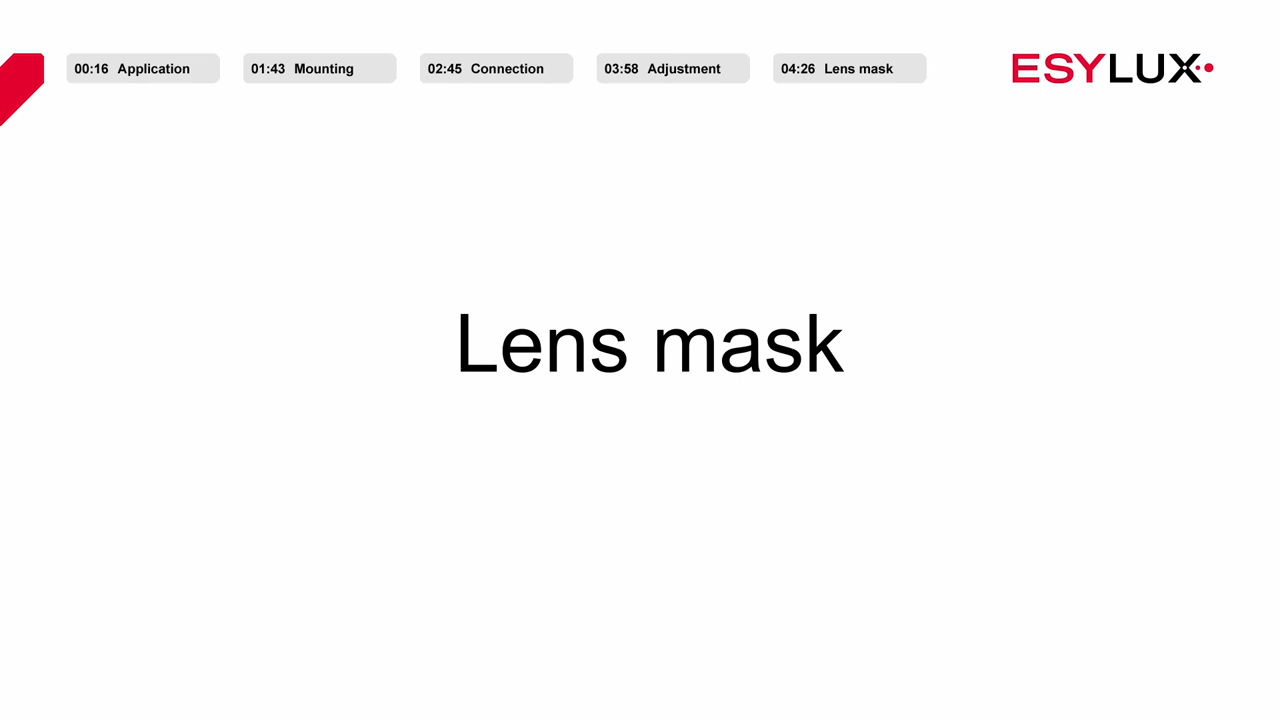 00:16 Application 01:43 Mounting 02:45 Connection 03:58 Adjustment 04:26 Lens mask ESYLUX
Lens mask